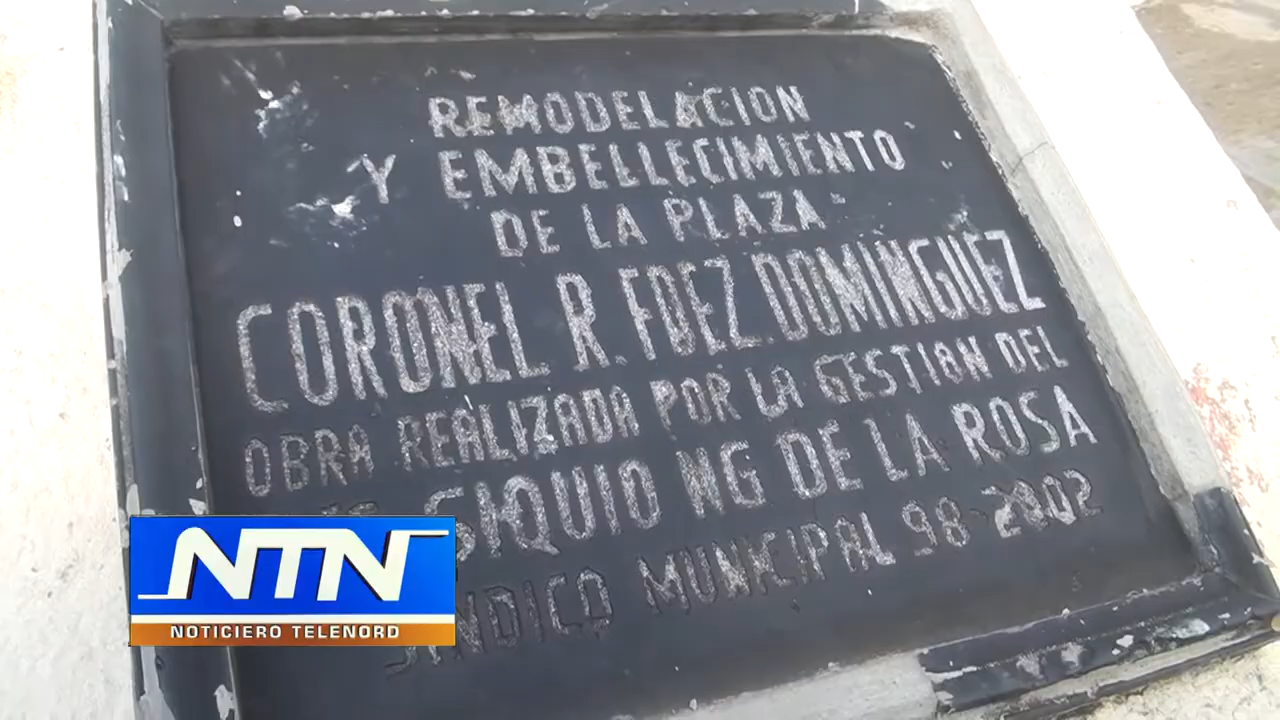 REMODELACION
Y EMBELLECIMIENTO
DE LA PLAZA
CORONEL R. FDEZ. DOMINGUEZ
OBRA REALIZADA POR LA GESTION DEL
SIQUIO NG DE LA ROSA
SINDICO MUNICIPAL 98-2002
NTN
NOTICIERO TELENORD